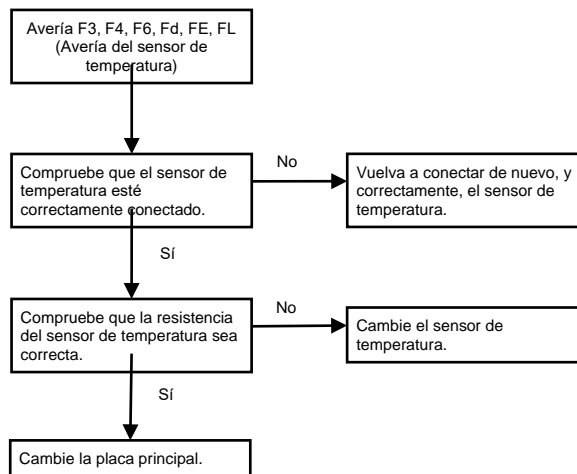 Avería F3, F4, F6, Fd, FE, FL
(Avería del sensor de
temperatura)
No
Compruebe que el sensor de
temperatura esté
correctamente conectado.
Vuelva a conectar de nuevo, y
correctamente, el sensor de
temperatura.
Sí
No
Compruebe que la resistencia
del sensor de temperatura sea
correcta.
Cambie el sensor de
temperatura.
Sí
Cambie la placa principal.